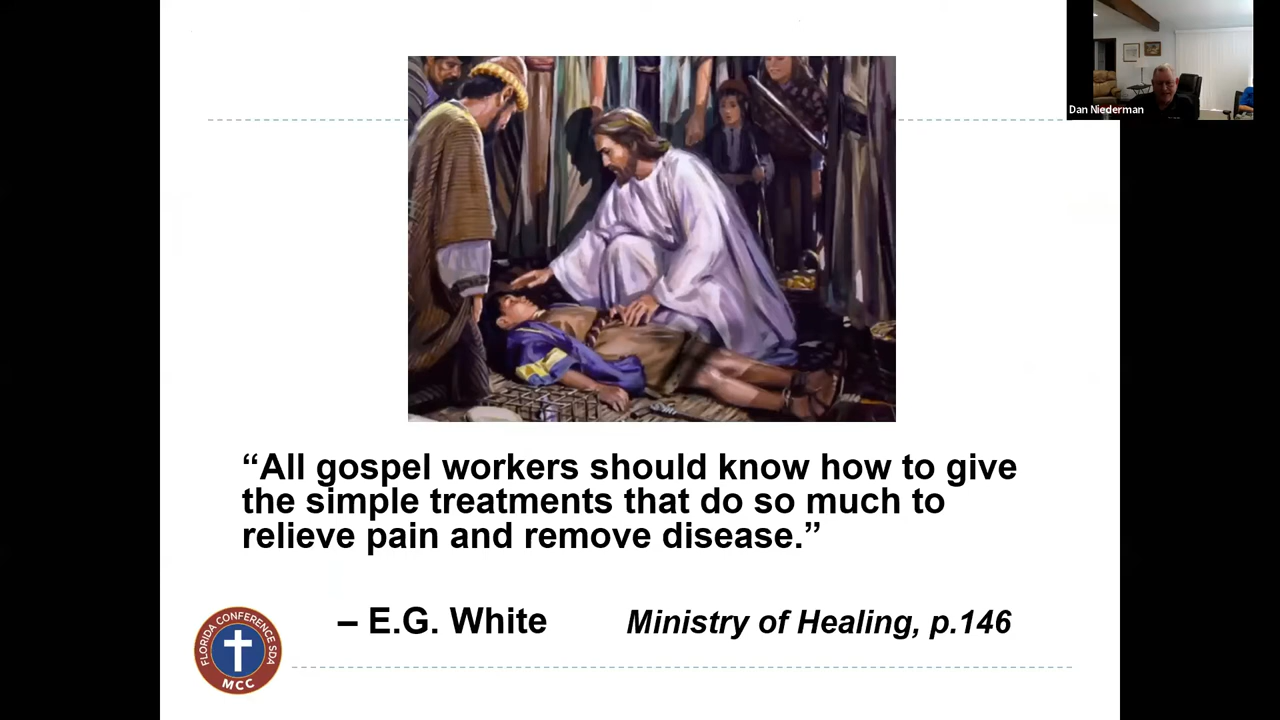 Dan Niederman
“All gospel workers should know how to give
the simple treatments that do so much to
relieve pain and remove disease.”
– E.G. White Ministry of Healing, p.146
FLORIDA CONFERENCE SDA
MCC